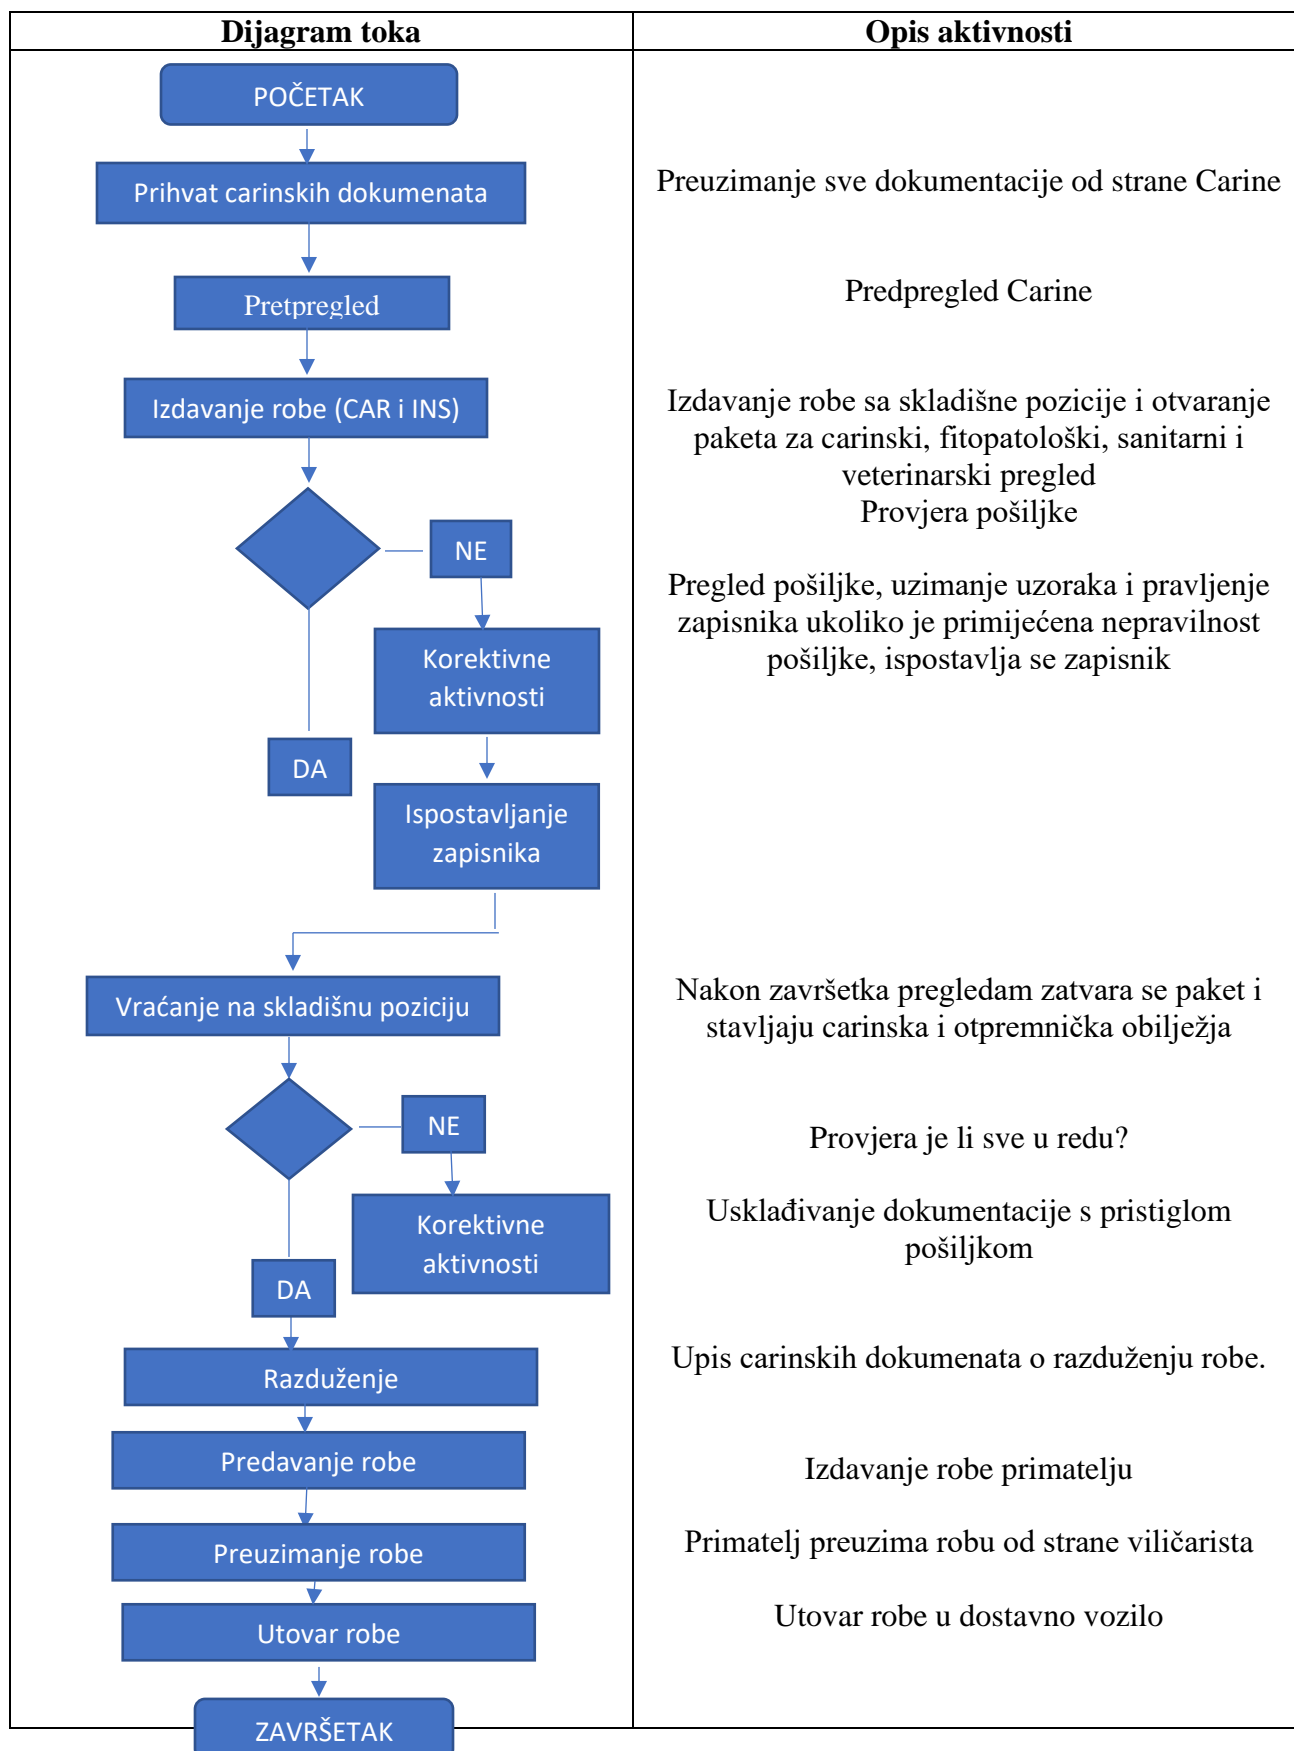 Dijagram toka
Opis aktivnosti
POČETAK
Prihvat carinskih dokumenata
Preuzimanje sve dokumentacije od strane Carine
Pretpregled
Predpregled Carine
Izdavanje robe (CAR i INS)
Izdavanje robe sa skladišne pozicije i otvaranje
paketa za carinski, fitopatološki, sanitarni i
veterinarski pregled
Provjera pošiljke
NE
Pregled pošiljke, uzimanje uzoraka i pravljenje
zapisnika ukoliko je primijećena nepravilnost
pošiljke, ispostavlja se zapisnik
Korektivne
aktivnosti
DA
Ispostavljanje
zapisnika
Vraćanje na skladišnu poziciju
Nakon završetka pregledam zatvara se paket i
stavljaju carinska i otpremnička obilježja
NE
Provjera je li sve u redu?
Korektivne
aktivnosti
Usklađivanje dokumentacije s pristiglom
pošiljkom
DA
Razduženje
Upis carinskih dokumenata o razduženju robe.
Predavanje robe
Izdavanje robe primatelju
Preuzimanje robe
Primatelj preuzima robu od strane viličarista
Utovar robe
Utovar robe u dostavno vozilo
ZAVRŠETAK